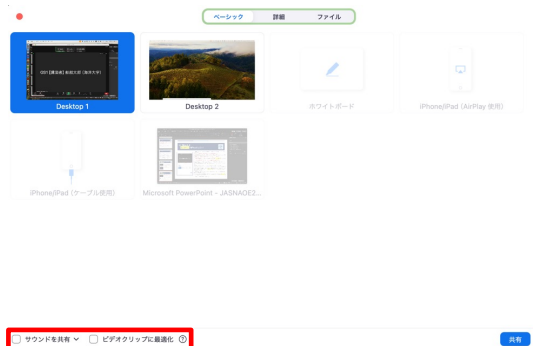 ベーシック 詳細 ファイル
Desktop 1
Desktop 2
ホワイトボード
iPhone/iPad (AirPlay 使用)
iPhone/iPad (ケーブル使用)
Microsoft PowerPoint - JASNAOE2...
サウンドを共有 ビデオクリップに最適化
共有